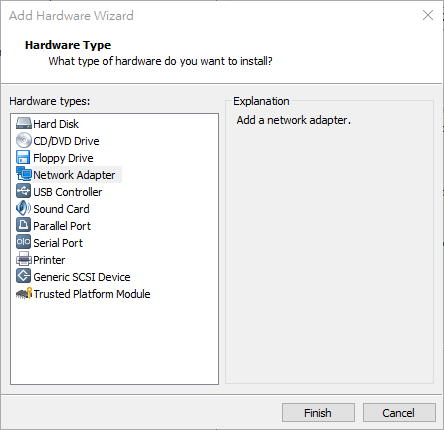 Add Hardware Wizard
Hardware Type
What type of hardware do you want to install?
Hardware types:
Hard Disk
CD/DVD Drive
Floppy Drive
Network Adapter
USB Controller
Sound Card
Parallel Port
Serial Port
Printer
Generic SCSI Device
Trusted Platform Module
Explanation
Add a network adapter.
Finish
Cancel